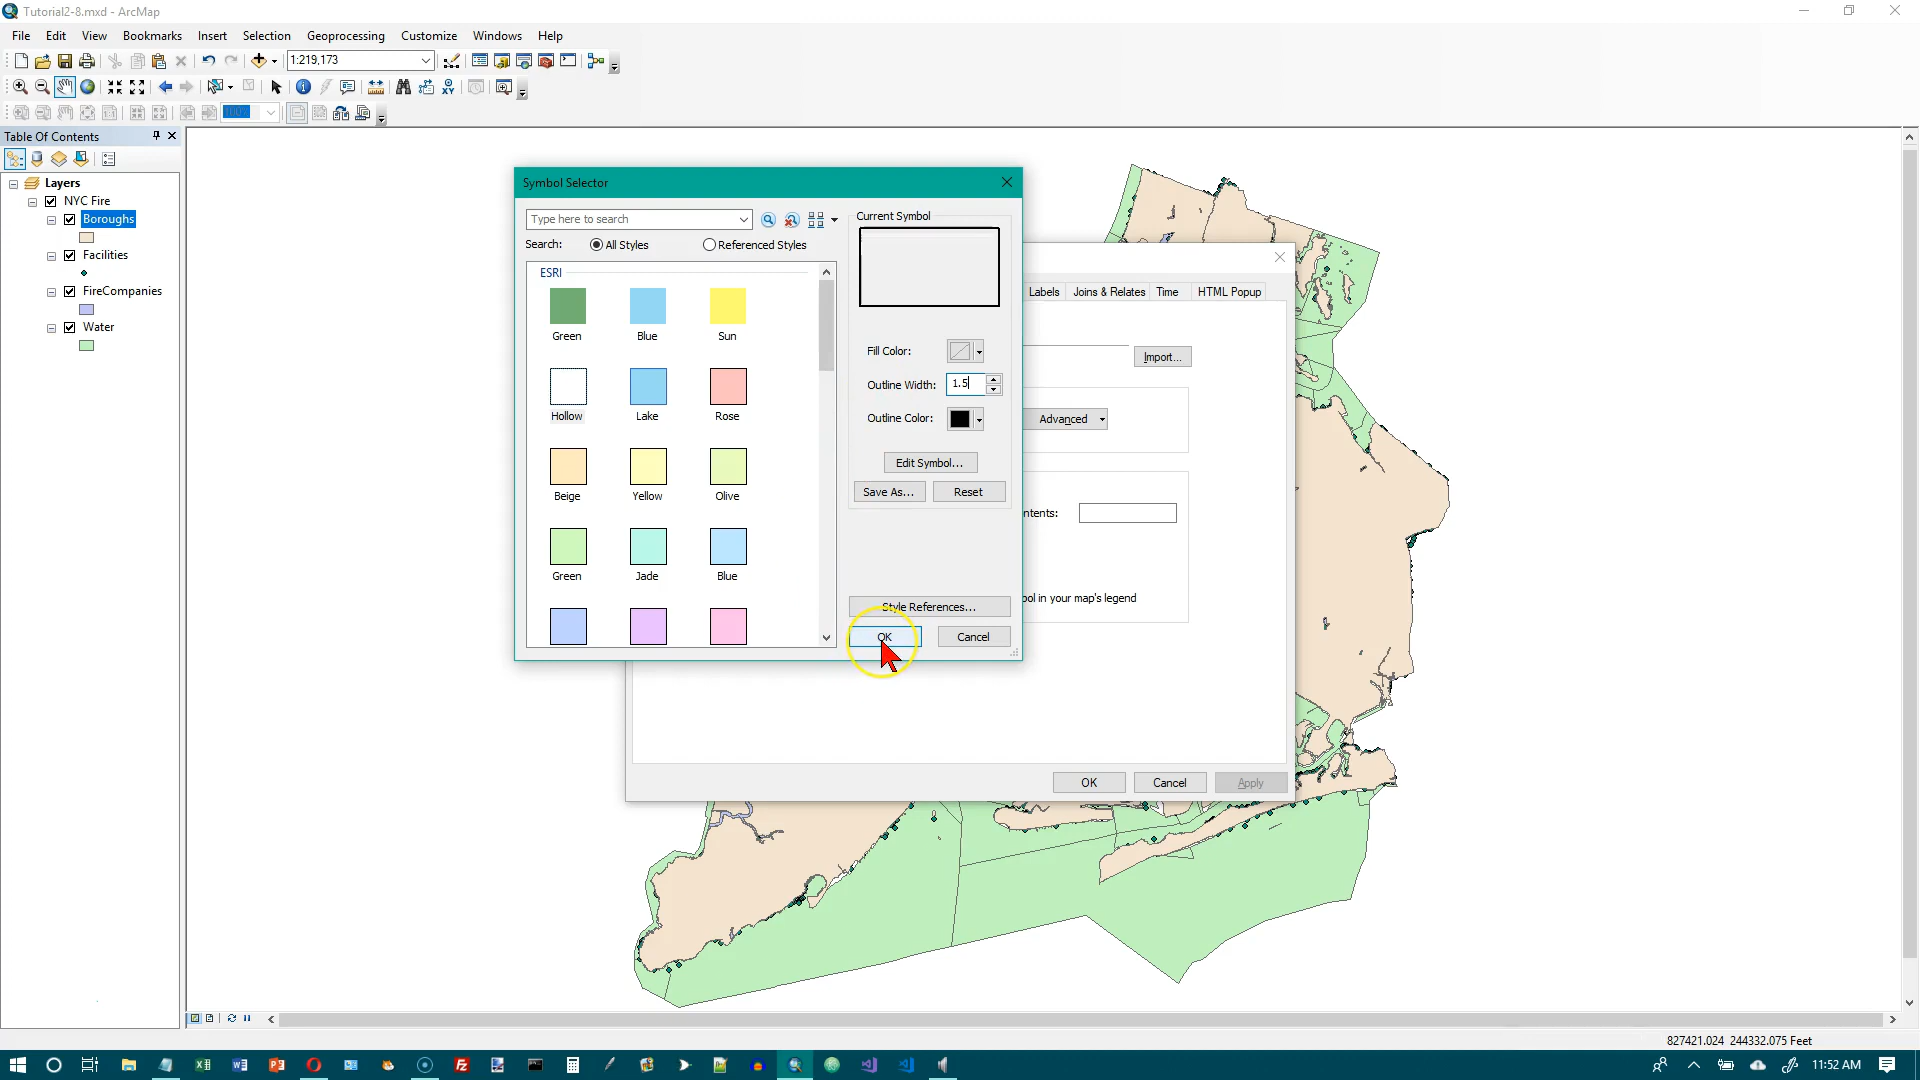 Tutorial2-8.mxd - ArcMap
File Edit View Bookmarks Insert Selection Geoprocessing Customize Windows Help
1:219,173
100%
Table Of Contents
Layers
NYC Fire
Boroughs
Facilities
FireCompanies
Water
Symbol Selector
Type here to search
Search: All Styles Referenced Styles
ESRI
Green Blue Sun
Hollow Lake Rose
Beige Yellow Olive
Green Jade Blue
Current Symbol
Fill Color:
Outline Width: 1.5
Outline Color:
Edit Symbol...
Save As... Reset
Style References...
OK Cancel
Labels Joins & Relates Time HTML Popup
Import...
Advanced
ntents:
ol in your map's legend
OK Cancel Apply
827421.024 244332.075 Feet
11:52 AM